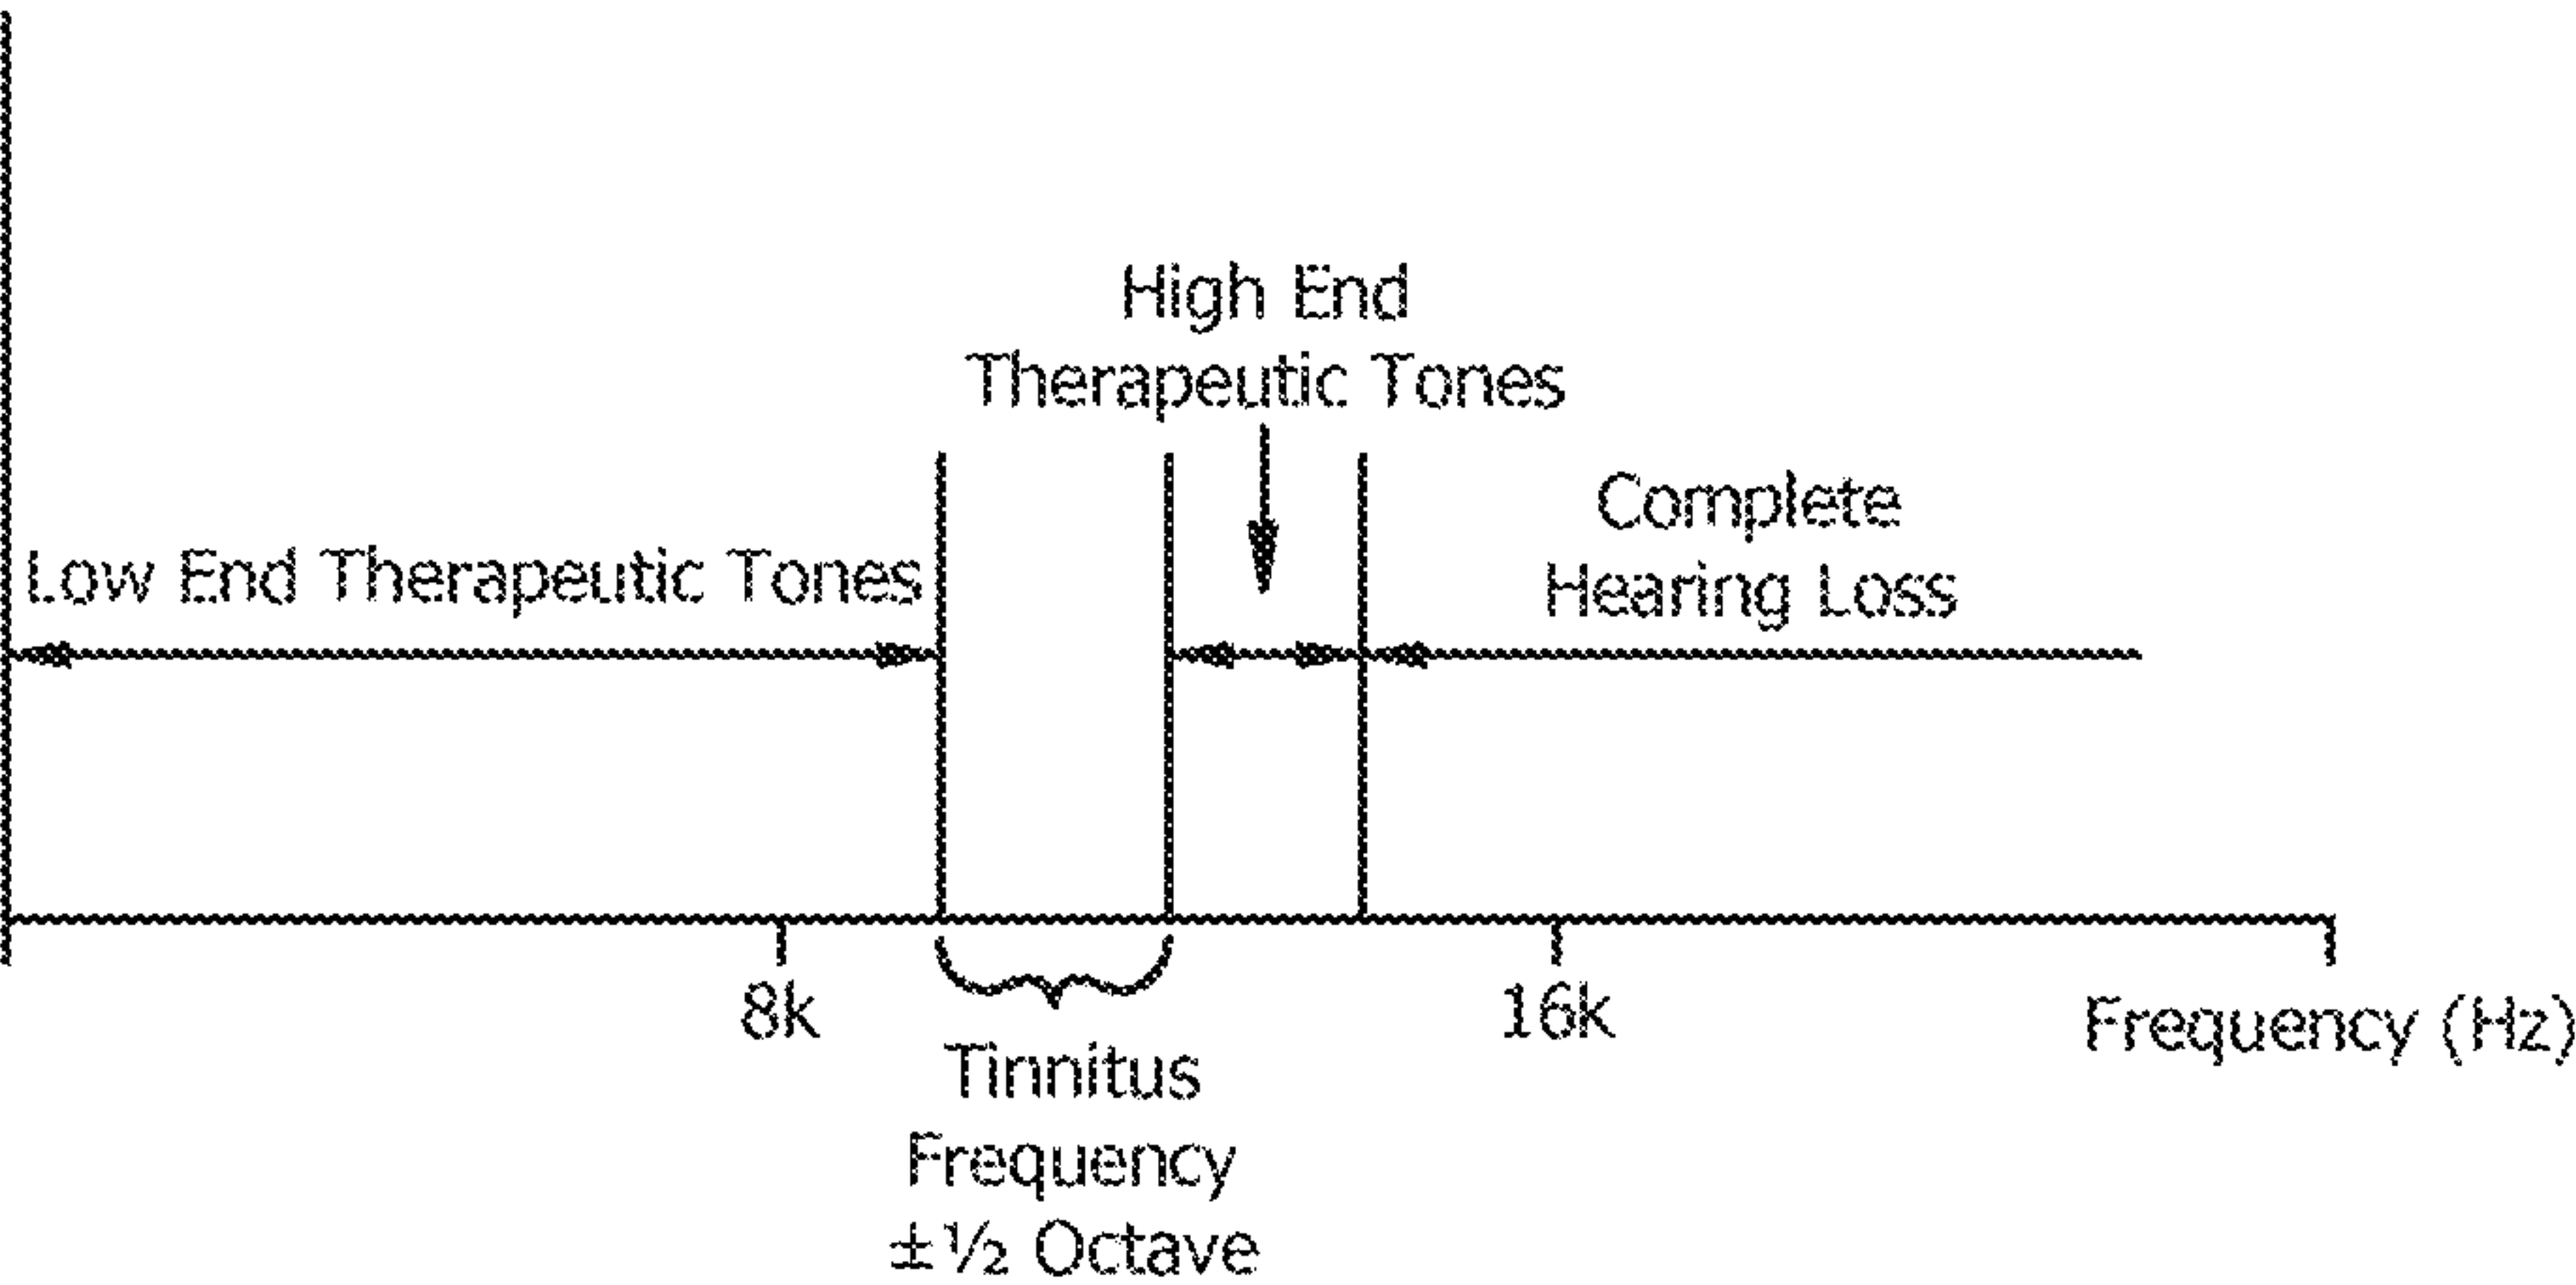 High End
Therapeutic Tones
Complete
Hearing Loss
Low End Therapeutic Tones
8k
16k
Frequency (Hz)
Tinnitus
Frequency
±½ Octave